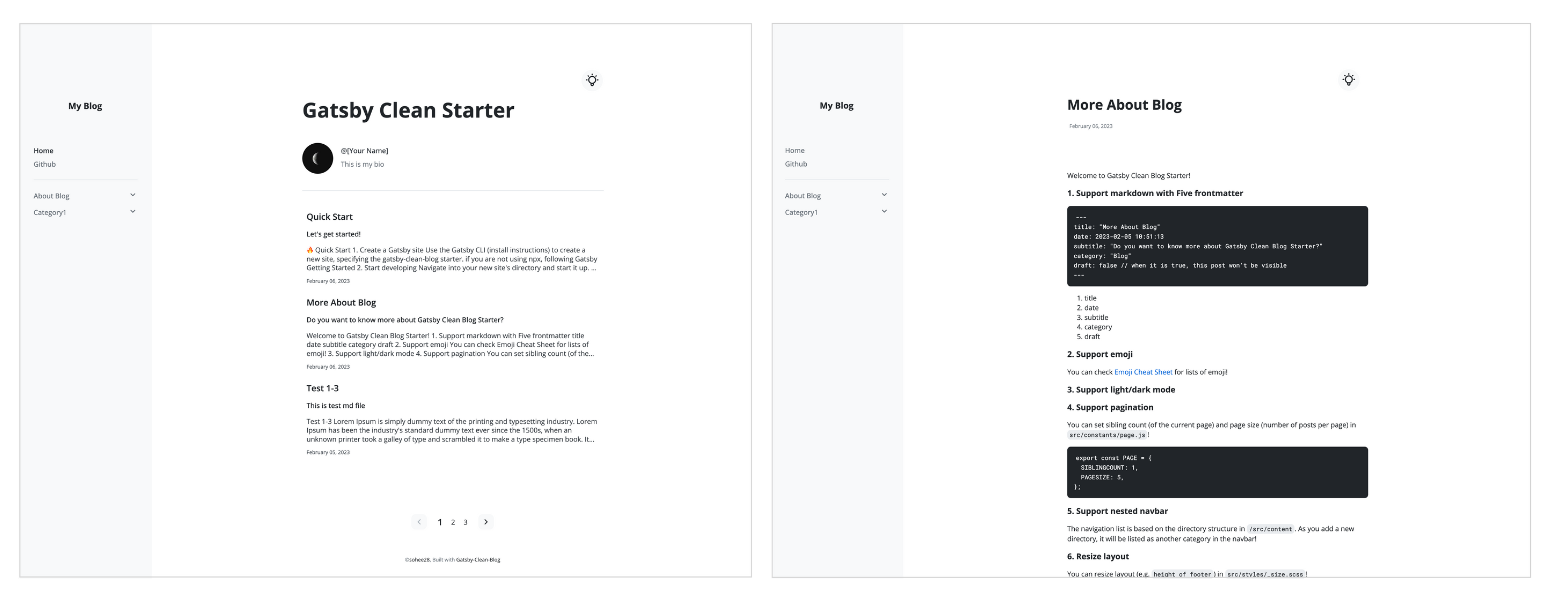 My Blog
Home
Github
About Blog
Category1
Gatsby Clean Starter
@[Your Name]
This is my bio
Quick Start
Let's get started!
🔥 Quick Start 1. Create a Gatsby site Use the Gatsby CLI (install instructions) to create a
new site, specifying the gatsby-clean-blog starter, if you are not using npx, following Gatsby
Getting Started 2. Start developing Navigate into your new site's directory and start it up. ...
February 06, 2023
More About Blog
Do you want to know more about Gatsby Clean Blog Starter?
Welcome to Gatsby Clean Blog Starter! 1. Support markdown with Five frontmatter title
date subtitle category draft 2. Support emoji You can check Emoji Cheat Sheet for lists of
emoji! 3. Support light/dark mode 4. Support pagination You can set sibling count (of the...
February 06, 2023
Test 1-3
This is test md file
Test 1-3 Lorem Ipsum is simply dummy text of the printing and typesetting industry. Lorem
Ipsum has been the industry's standard dummy text ever since the 1500s, when an
unknown printer took a galley of type and scrambled it to make a type specimen book. It...
February 05, 2023
1 2 3
©sohee28, Built with Gatsby-Clean-Blog
My Blog
Home
Github
About Blog
Category1
More About Blog
February 06, 2023
Welcome to Gatsby Clean Blog Starter!
1. Support markdown with Five frontmatter
---
title: "More About Blog"
date: 2023-02-05 10:51:13
subtitle: "Do you want to know more about Gatsby Clean Blog Starter?"
category: "Blog"
draft: false // when it is true, this post won't be visible
---
1. title
2. date
3. subtitle
4. category
5. draft
2. Support emoji
You can check Emoji Cheat Sheet for lists of emoji!
3. Support light/dark mode
4. Support pagination
You can set sibling count (of the current page) and page size (number of posts per page) in
src/constants/page.js !
export const PAGE = {
SIBLINGCOUNT: 1,
PAGESIZE: 5,
};
5. Support nested navbar
The navigation list is based on the directory structure in /src/content . As you add a new
directory, it will be listed as another category in the navbar!
6. Resize layout
You can resize layout (e.g. height of footer ) in src/styles/_size.scss !